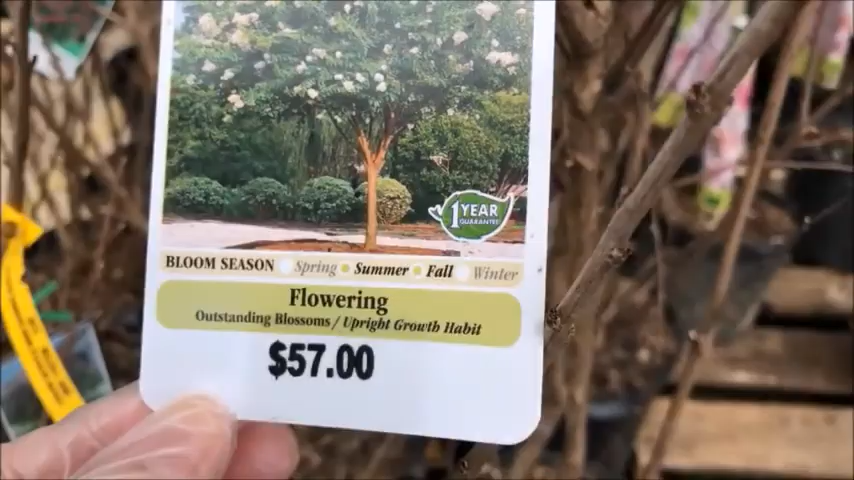 1 YEAR
GUARANTEE
BLOOM SEASON Spring Summer Fall Winter
Flowering
Outstanding Blossoms / Upright Growth Habit
$57.00